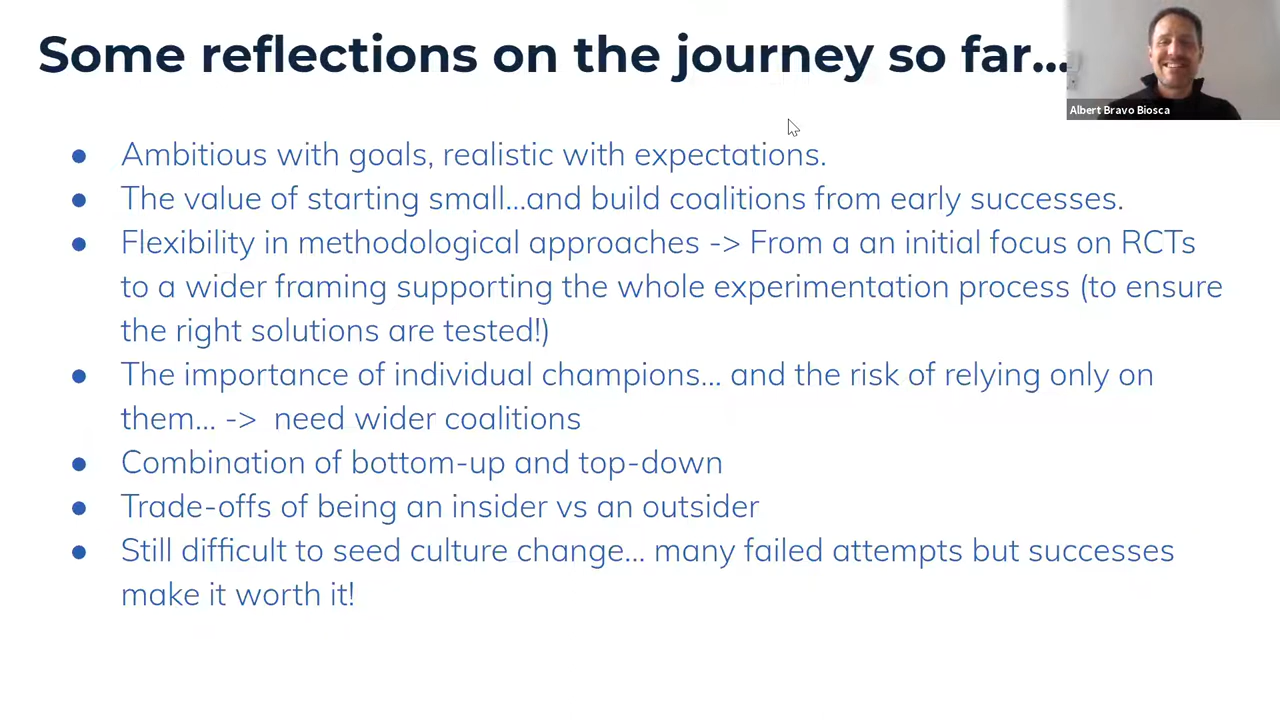 Some reflections on the journey so far...
Albert Bravo Biosca
● Ambitious with goals, realistic with expectations.
● The value of starting small...and build coalitions from early successes.
● Flexibility in methodological approaches -> From a an initial focus on RCTs
to a wider framing supporting the whole experimentation process (to ensure
the right solutions are tested!)
● The importance of individual champions... and the risk of relying only on
them... -> need wider coalitions
● Combination of bottom-up and top-down
● Trade-offs of being an insider vs an outsider
● Still difficult to seed culture change... many failed attempts but successes
make it worth it!